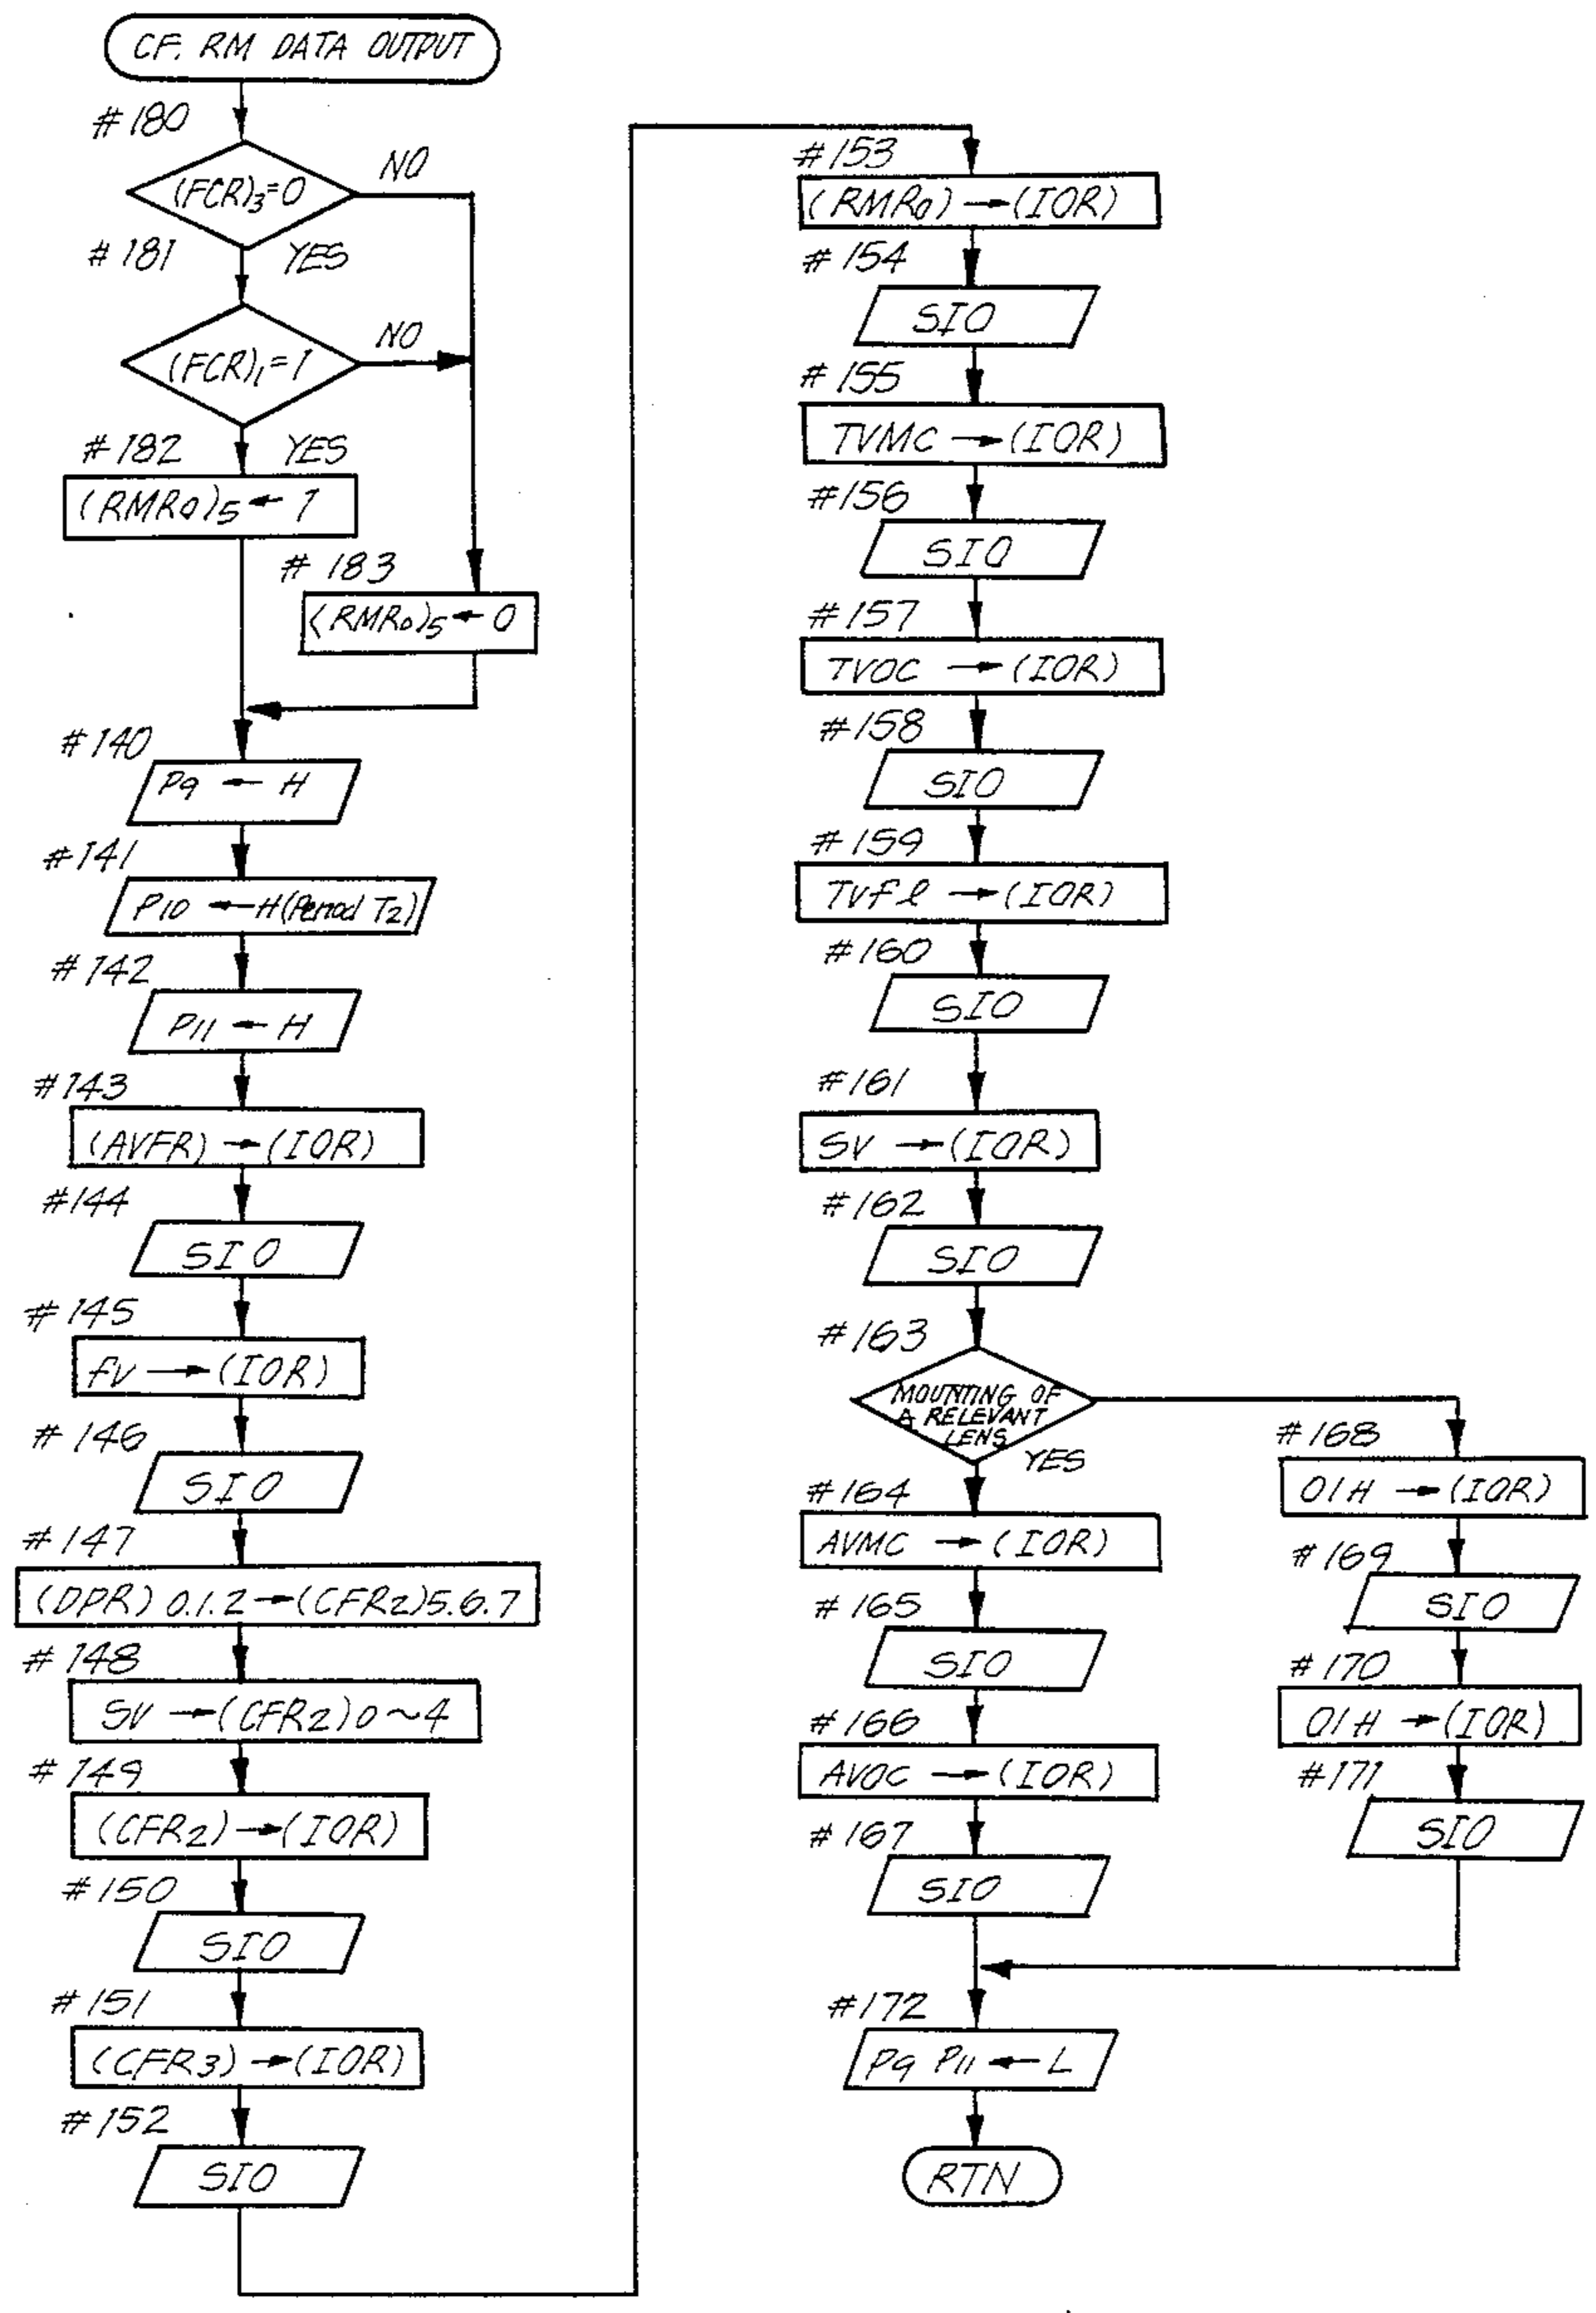 CF. RM DATA OUTPUT
#180
(FCR)3=0
NO
#181
YES
(FCR)1=1
NO
#182
YES
(RMR0)5 ← 1
#183
(RMR0)5 ← 0
#140
P9 ← H
#141
P10 ← H(Period T2)
#142
P11 ← H
#143
(AVFR) → (IOR)
#144
SIO
#145
fV → (IOR)
#146
SIO
#147
(DPR) 0.1.2 → (CFR2)5.6.7
#148
SV → (CFR2)0~4
#149
(CFR2) → (IOR)
#150
SIO
#151
(CFR3) → (IOR)
#152
SIO
#153
(RMR0) → (IOR)
#154
SIO
#155
TVMC → (IOR)
#156
SIO
#157
TVOC → (IOR)
#158
SIO
#159
TVfl → (IOR)
#160
SIO
#161
SV → (IOR)
#162
SIO
#163
MOUNTING OF
A RELEVANT
LENS
YES
#164
AVMC → (IOR)
#165
SIO
#166
AVOC → (IOR)
#167
SIO
#168
01H → (IOR)
#169
SIO
#170
01H → (IOR)
#171
SIO
#172
P9 P11 ← L
RTN